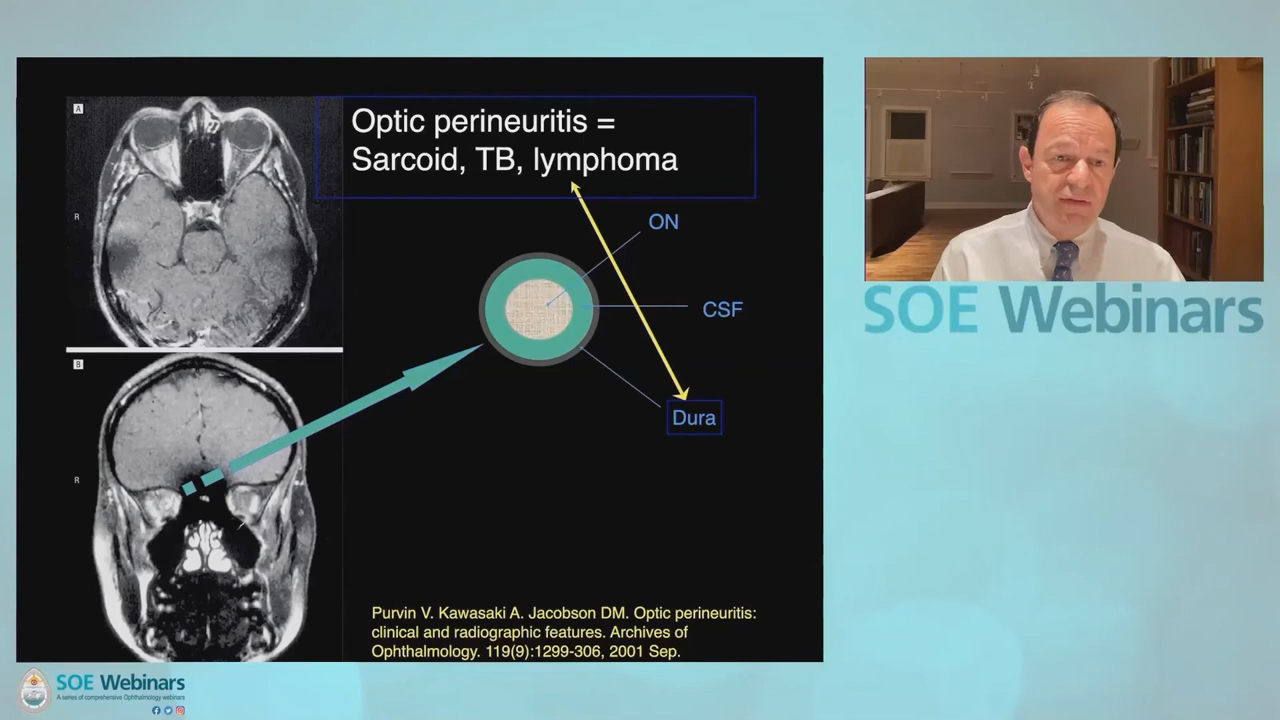 A
R
Optic perineuritis =
Sarcoid, TB, lymphoma
ON
CSF
Dura
B
R
Purvin V. Kawasaki A. Jacobson DM. Optic perineuritis:
clinical and radiographic features. Archives of
Ophthalmology. 119(9):1299-306, 2001 Sep.
SOE Webinars
SOE Webinars
A series of comprehensive Ophthalmology webinars